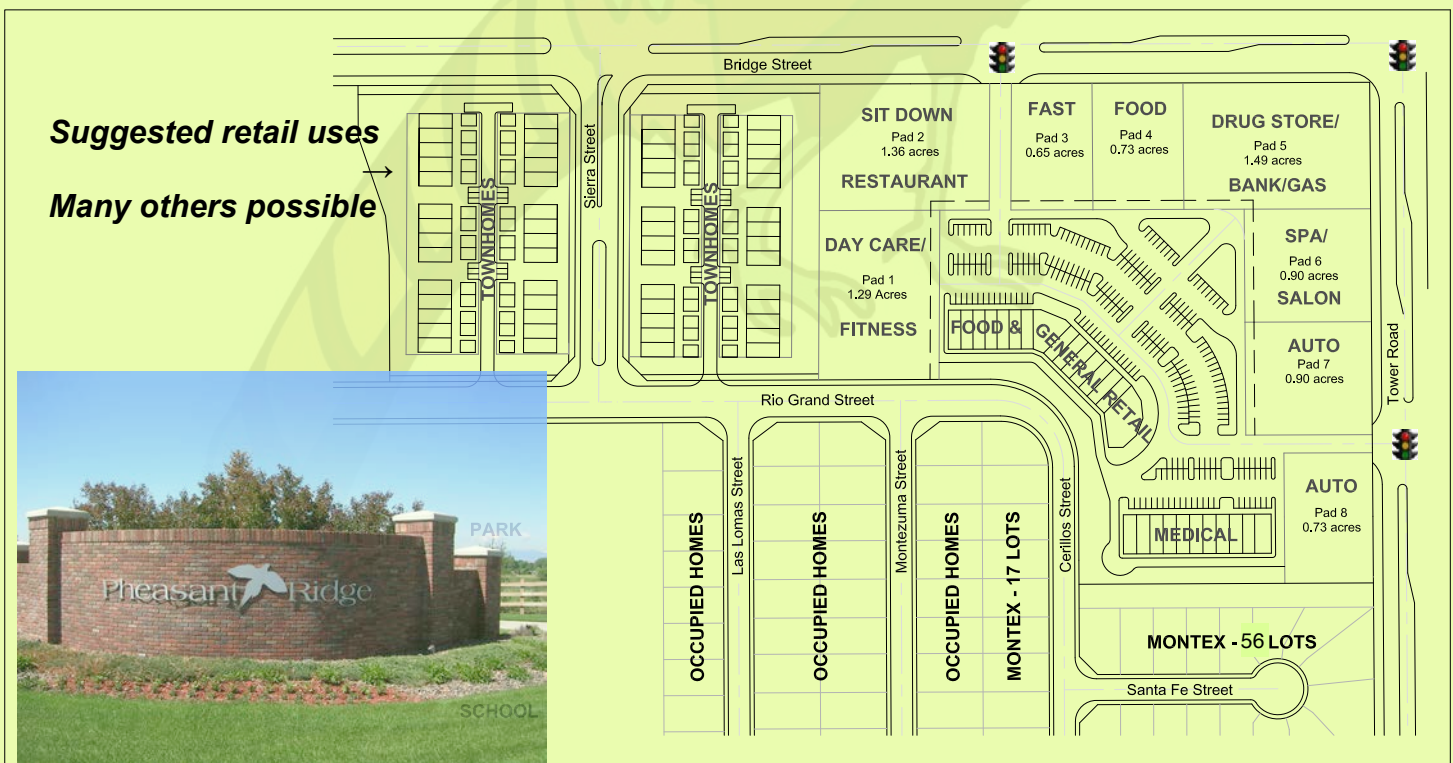 Bridge Street
Suggested retail uses
→
Many others possible
Sierra Street
TOWNHOMES
TOWNHOMES
SIT DOWN
Pad 2
1.36 acres
RESTAURANT
FAST
Pad 3
0.65 acres
FOOD
Pad 4
0.73 acres
DRUG STORE/
Pad 5
1.49 acres
BANK/GAS
DAY CARE/
Pad 1
1.29 Acres
FITNESS
SPA/
Pad 6
0.90 acres
SALON
FOOD &
GENERAL RETAIL
AUTO
Pad 7
0.90 acres
Tower Road
Rio Grand Street
OCCUPIED HOMES
Las Lomas Street
OCCUPIED HOMES
Montezuma Street
OCCUPIED HOMES
MONTEX - 17 LOTS
Cerillos Street
MEDICAL
AUTO
Pad 8
0.73 acres
MONTEX - 56 LOTS
Santa Fe Street
PARK
Pheasant Ridge
SCHOOL